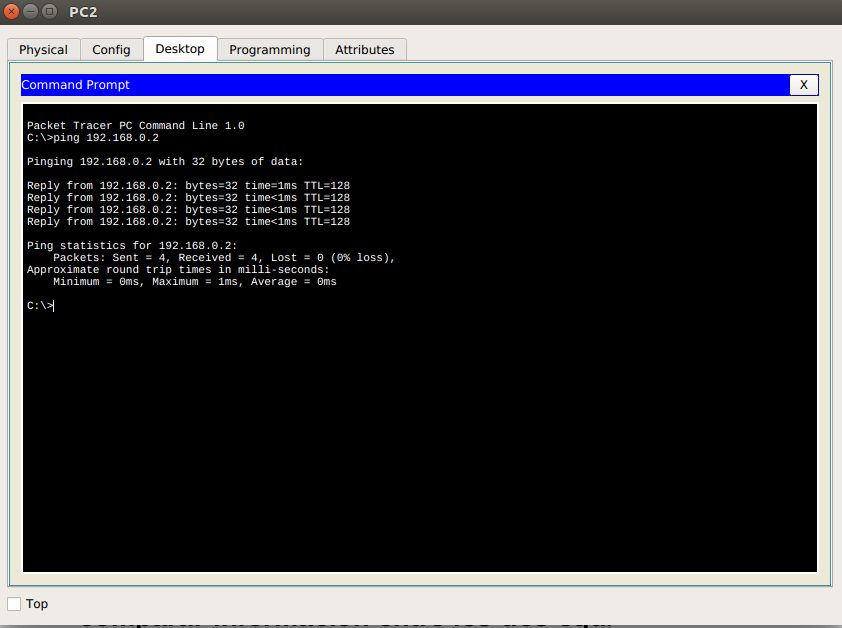 PC2
Physical Config Desktop Programming Attributes
Command Prompt X
Packet Tracer PC Command Line 1.0
C:\>ping 192.168.0.2
Pinging 192.168.0.2 with 32 bytes of data:
Reply from 192.168.0.2: bytes=32 time=1ms TTL=128
Reply from 192.168.0.2: bytes=32 time<1ms TTL=128
Reply from 192.168.0.2: bytes=32 time<1ms TTL=128
Reply from 192.168.0.2: bytes=32 time<1ms TTL=128
Ping statistics for 192.168.0.2:
Packets: Sent = 4, Received = 4, Lost = 0 (0% loss),
Approximate round trip times in milli-seconds:
Minimum = 0ms, Maximum = 1ms, Average = 0ms
C:\>
Top